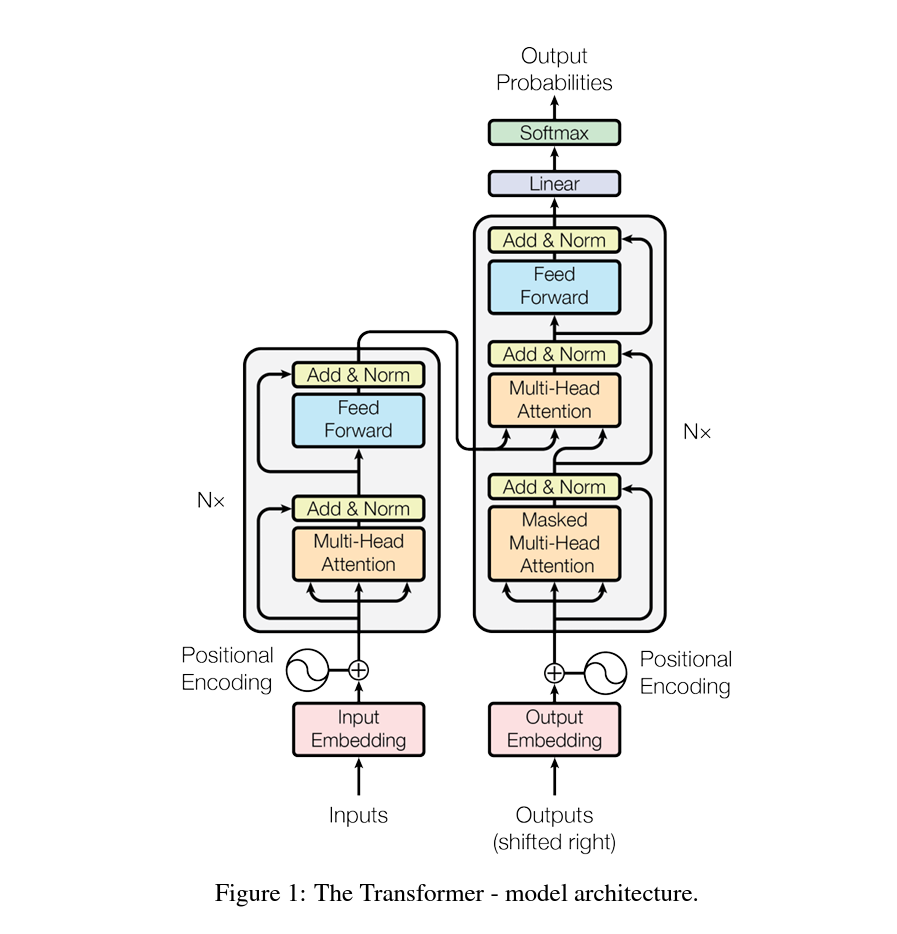 Output
Probabilities
Softmax
Linear
Add & Norm
Feed
Forward
Add & Norm
Multi-Head
Attention
Add & Norm
Masked
Multi-Head
Attention
Nx
Add & Norm
Feed
Forward
Add & Norm
Multi-Head
Attention
Nx
Positional
Encoding
Positional
Encoding
Input
Embedding
Output
Embedding
Inputs
Outputs
(shifted right)
Figure 1: The Transformer - model architecture.